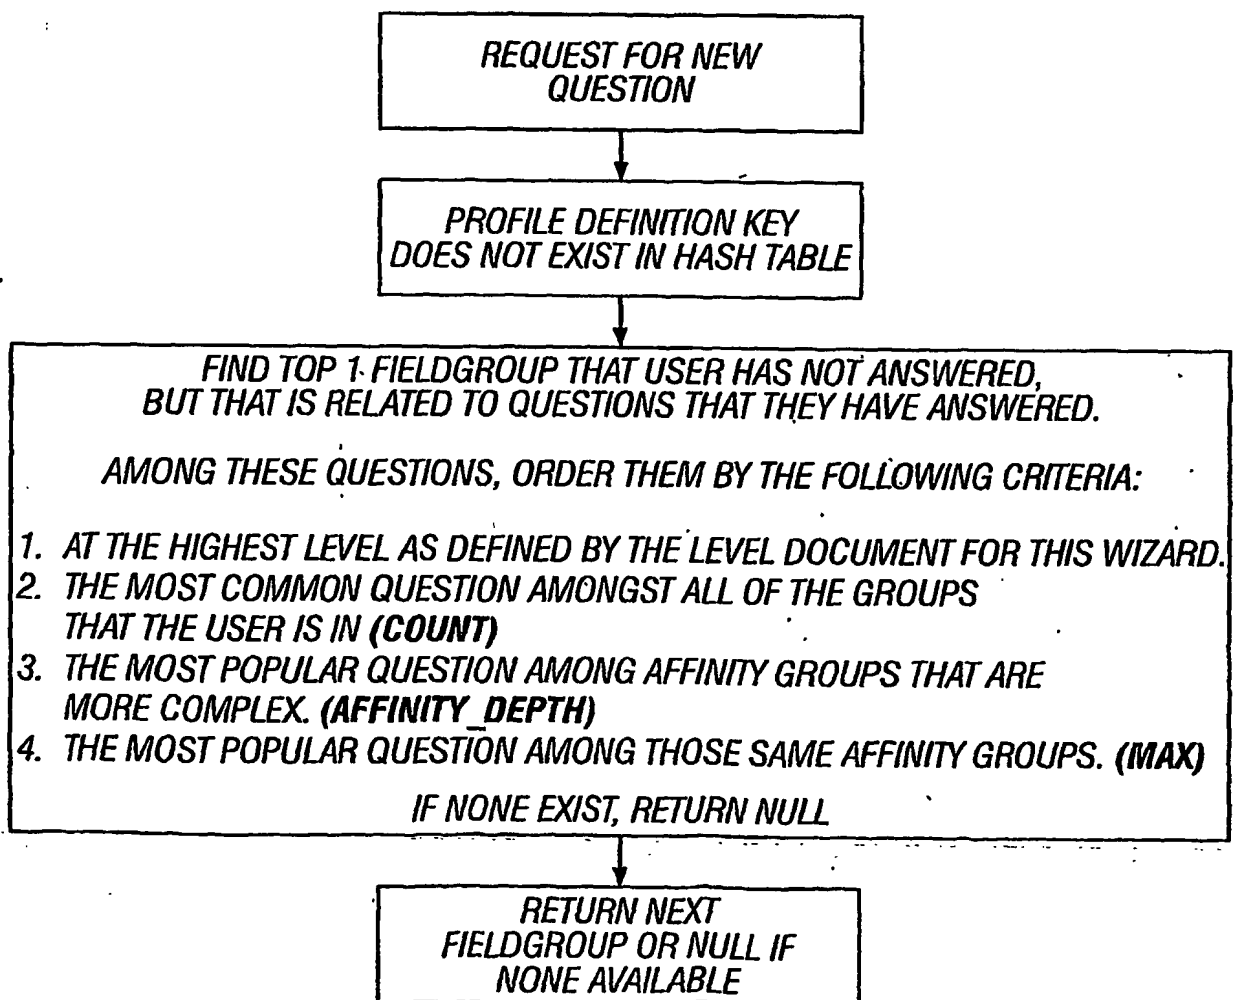 REQUEST FOR NEW
QUESTION
PROFILE DEFINITION KEY
DOES NOT EXIST IN HASH TABLE
FIND TOP 1 FIELDGROUP THAT USER HAS NOT ANSWERED,
BUT THAT IS RELATED TO QUESTIONS THAT THEY HAVE ANSWERED.
AMONG THESE QUESTIONS, ORDER THEM BY THE FOLLOWING CRITERIA:
1. AT THE HIGHEST LEVEL AS DEFINED BY THE LEVEL DOCUMENT FOR THIS WIZARD.
2. THE MOST COMMON QUESTION AMONGST ALL OF THE GROUPS
THAT THE USER IS IN (COUNT)
3. THE MOST POPULAR QUESTION AMONG AFFINITY GROUPS THAT ARE
MORE COMPLEX. (AFFINITY_DEPTH)
4. THE MOST POPULAR QUESTION AMONG THOSE SAME AFFINITY GROUPS. (MAX)
IF NONE EXIST, RETURN NULL
RETURN NEXT
FIELDGROUP OR NULL IF
NONE AVAILABLE